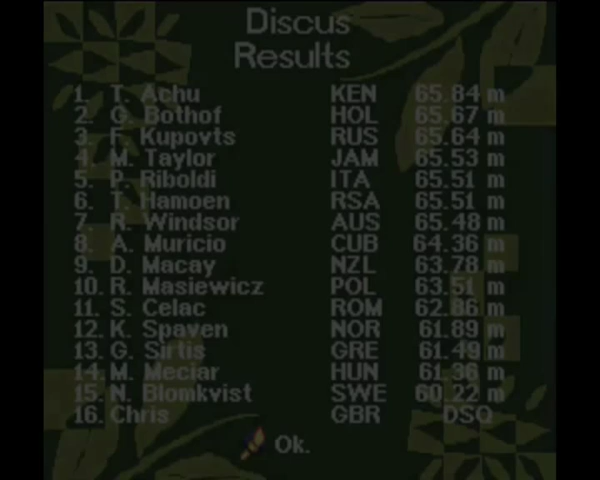 Discus
Results
1. T. Achu KEN 65.84 m
2. G. Bothof HOL 65.67 m
3. F. Kupovts RUS 65.64 m
4. M. Taylor JAM 65.53 m
5. P. Riboldi ITA 65.51 m
6. T. Hamoen RSA 65.51 m
7. R. Windsor AUS 65.48 m
8. A. Muricio CUB 64.36 m
9. D. Macay NZL 63.78 m
10. R. Masiewicz POL 63.51 m
11. S. Celac ROM 62.86 m
12. K. Spaven NOR 61.89 m
13. G. Sirtis GRE 61.49 m
14. M. Meciar HUN 61.36 m
15. N. Blomkvist SWE 60.22 m
16. Chris GBR DSQ
Ok.